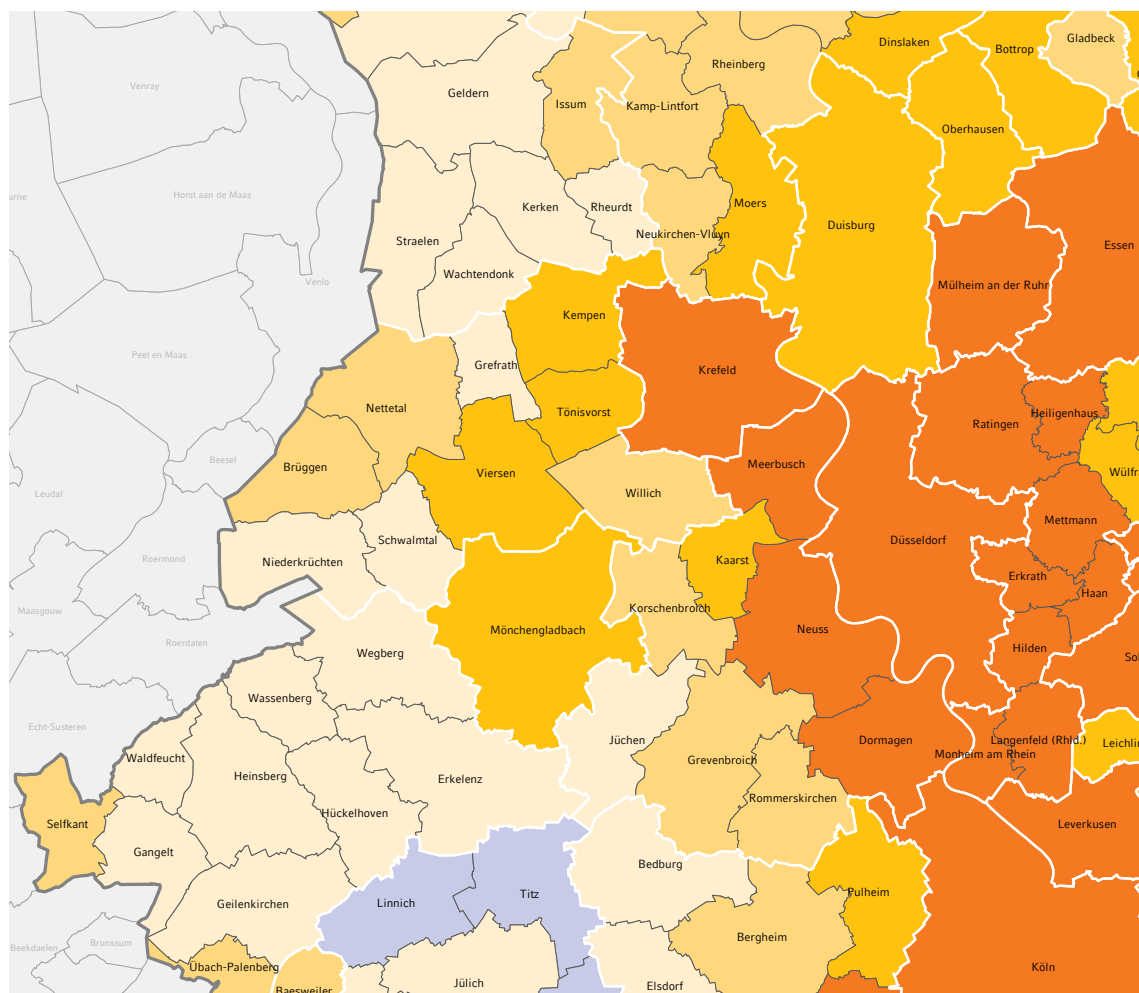 Dinslaken
Bottrop
Gladbeck
Venray
Geldern
Issum
Kamp-Lintfort
Rheinberg
Oberhausen
urne
Horst aan de Maas
Straelen
Kerken
Rheurdt
Neukirchen-Vluyn
Moers
Duisburg
Essen
Venlo
Wachtendonk
Kempen
Mülheim an der Ruhr
Peel en Maas
Grefrath
Krefeld
Nettetal
Tönisvorst
Ratingen
Heiligenhaus
Beesel
Brüggen
Viersen
Willich
Meerbusch
Wülfr
Leudal
Roermond
Niederkrüchten
Schwalmtal
Kaarst
Düsseldorf
Mettmann
Erkrath
Haan
Maasgouw
Roerdalen
Wegberg
Mönchengladbach
Korschenbroich
Neuss
Hilden
Sol
Echt-Susteren
Wassenberg
Waldfeucht
Heinsberg
Erkelenz
Jüchen
Grevenbroich
Dormagen
Monheim am Rhein
Langenfeld (Rhld.)
Leichlin
Selfkant
Gangelt
Hückelhoven
Rommerskirchen
Leverkusen
Bedburg
Geilenkirchen
Linnich
Titz
Pulheim
Beekdaelen
Brunssum
Bergheim
Übach-Palenberg
Baesweiler
Jülich
Elsdorf
Köln